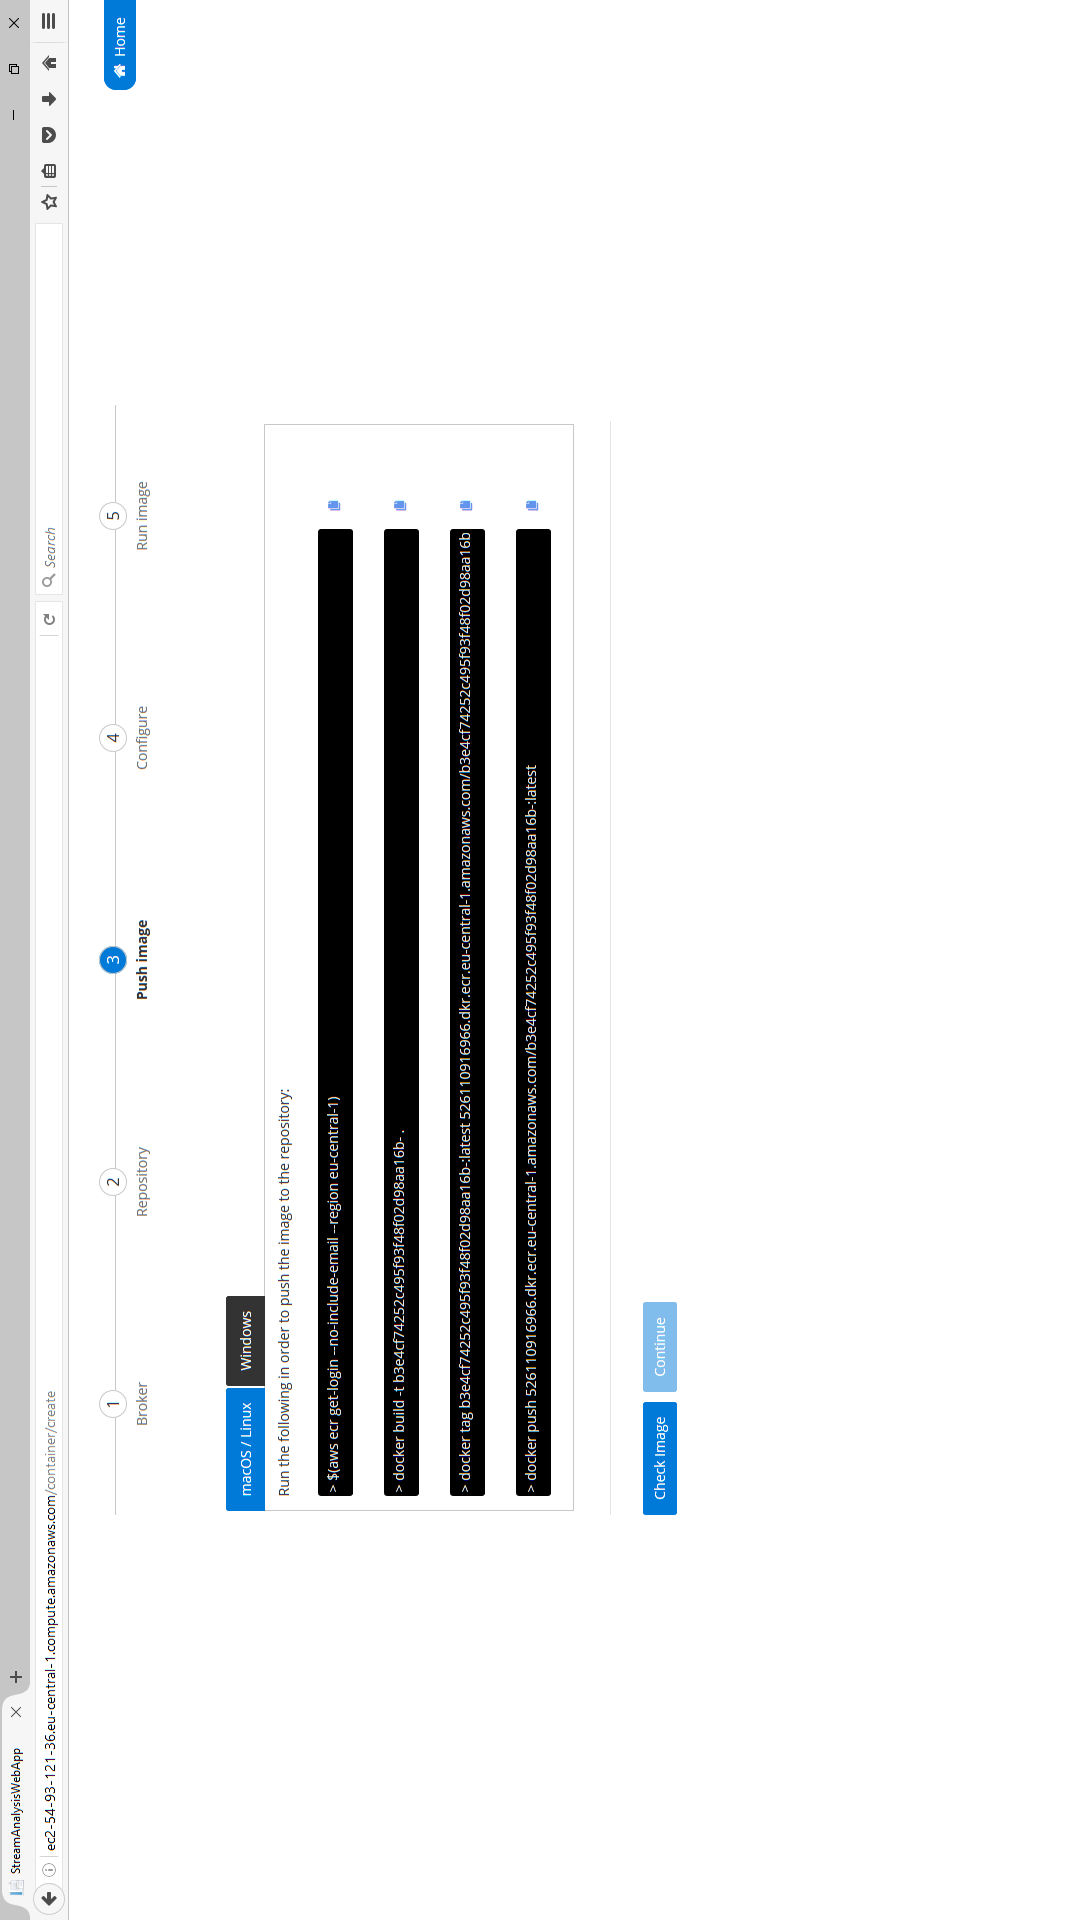 StreamAnalysisWebApp
ec2-54-93-121-36.eu-central-1.compute.amazonaws.com/container/create
Search
Home
1 2 3 4 5
Broker Repository Push image Configure Run image
macOS / Linux Windows
Run the following in order to push the image to the repository:
> $(aws ecr get-login --no-include-email --region eu-central-1)
> docker build -t b3e4cf74252c495f93f48f02d98aa16b- .
> docker tag b3e4cf74252c495f93f48f02d98aa16b-:latest 526110916966.dkr.ecr.eu-central-1.amazonaws.com/b3e4cf74252c495f93f48f02d98aa16b
> docker push 526110916966.dkr.ecr.eu-central-1.amazonaws.com/b3e4cf74252c495f93f48f02d98aa16b-:latest
Check Image Continue